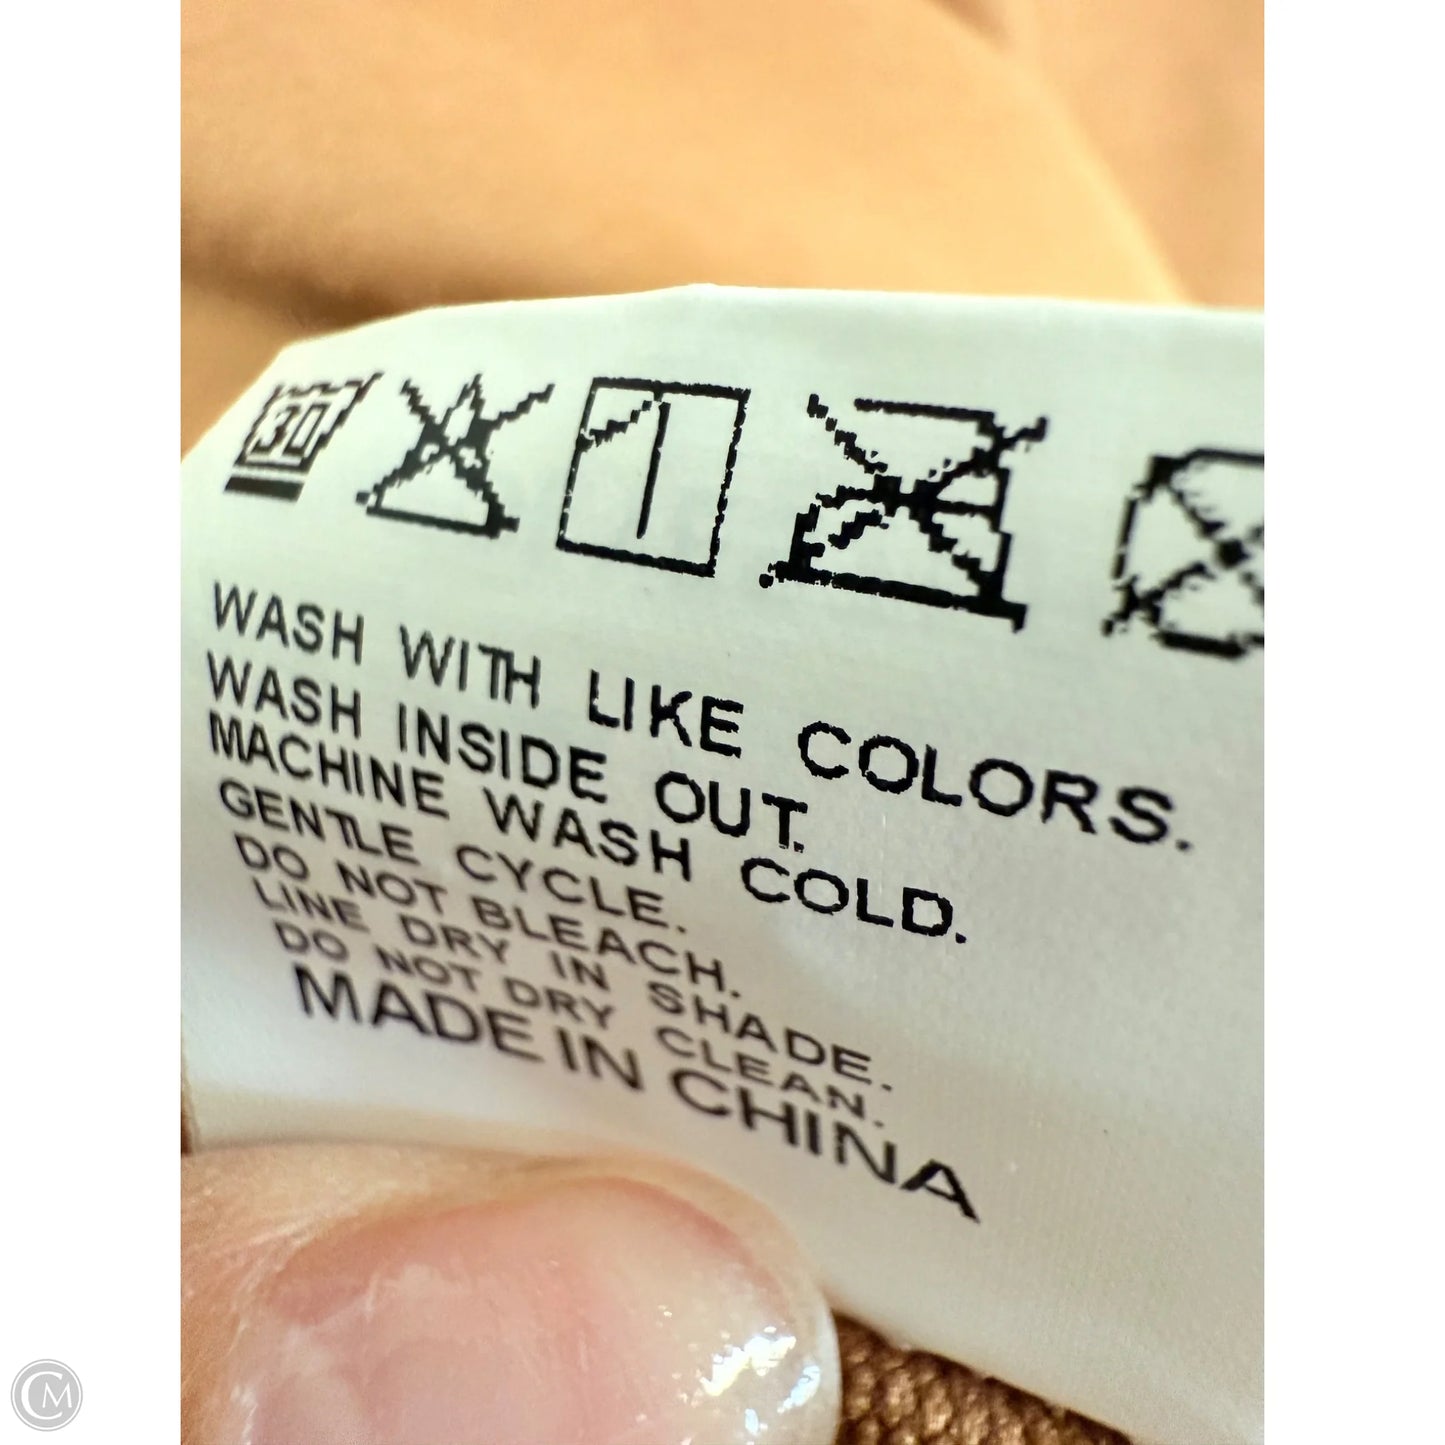 30
WASH WITH LIKE COLORS.
WASH INSIDE OUT.
MACHINE WASH COLD.
GENTLE CYCLE.
DO NOT BLEACH.
LINE DRY IN SHADE.
DO NOT DRY CLEAN.
MADE IN CHINA
CM